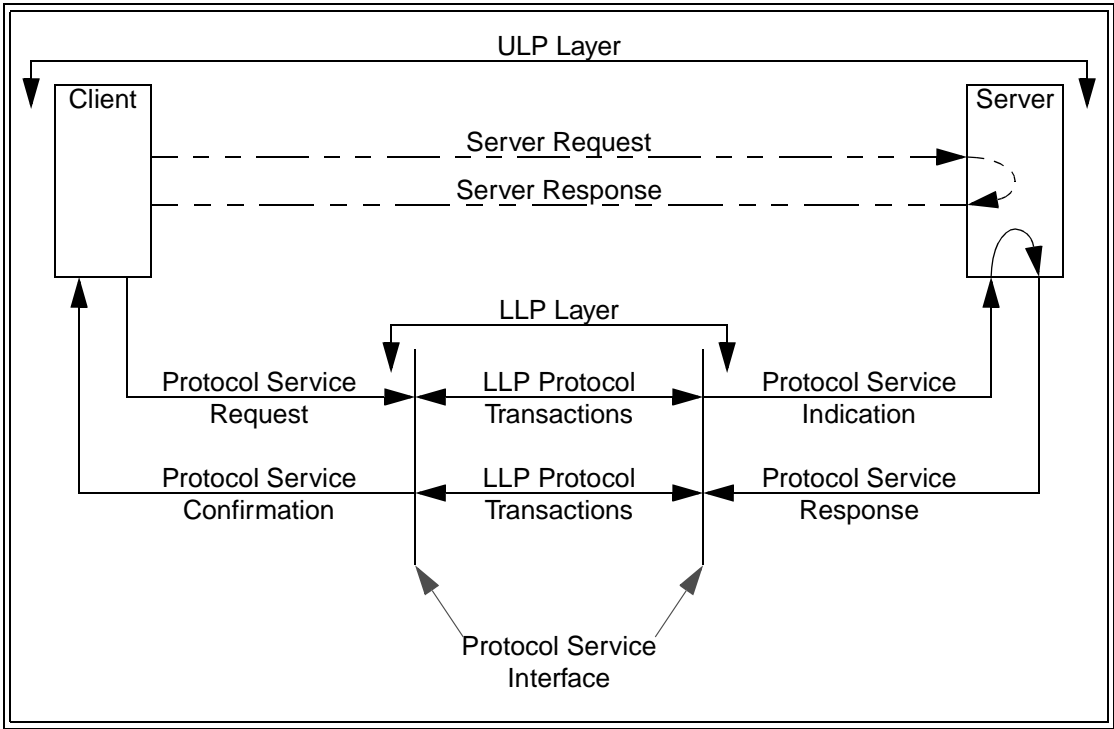 ULP Layer
Client
Server
Server Request
Server Response
LLP Layer
Protocol Service
Request
LLP Protocol
Transactions
Protocol Service
Indication
Protocol Service
Confirmation
LLP Protocol
Transactions
Protocol Service
Response
Protocol Service
Interface